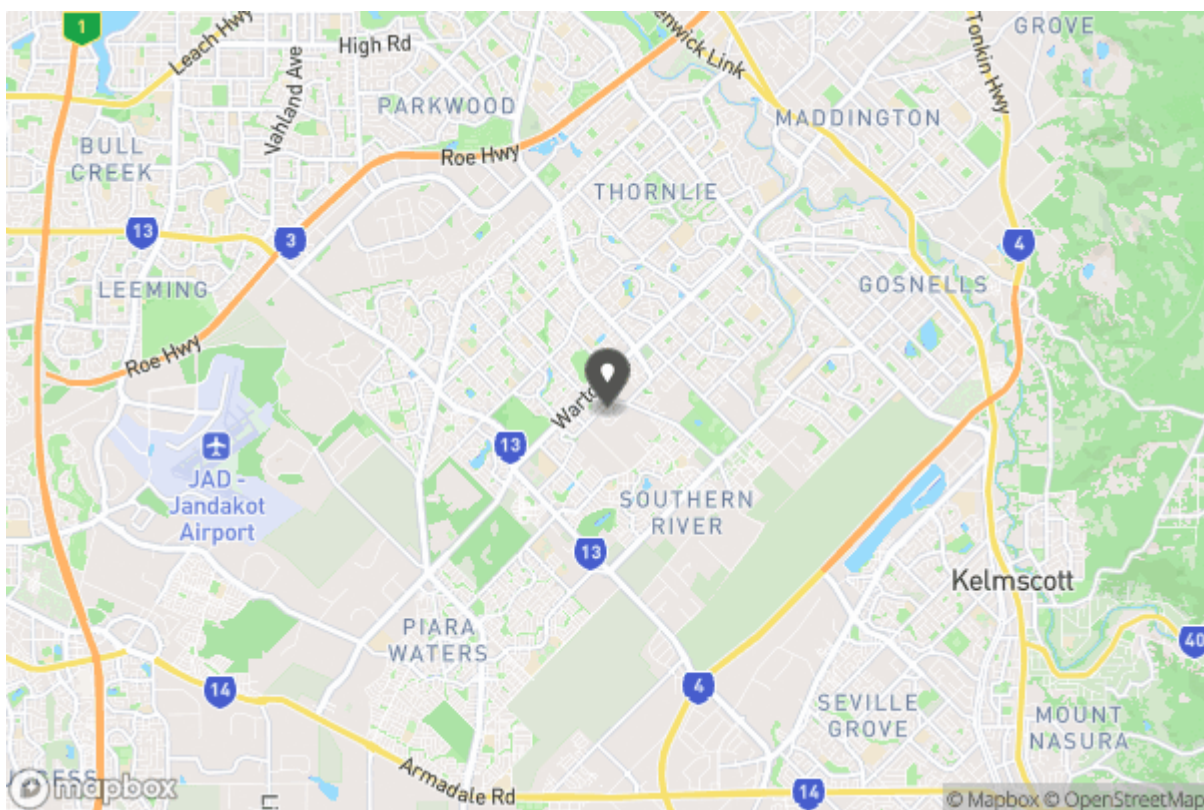 1
Leach Hwy
High Rd
Vahland Ave
PARKWOOD
Link
MADDINGTON
Tonkin Hwy
GROVE
BULL
CREEK
Roe Hwy
THORNLIE
13
3
4
LEEMING
GOSNELLS
Roe Hwy
13
JAD -
Jandakot
Airport
SOUTHERN
RIVER
13
Kelmscott
PIARA
WATERS
40
14
4
SEVILLE
GROVE
MOUNT
NASURA
Armadale Rd
14
mapbox
© Mapbox © OpenStreetMap